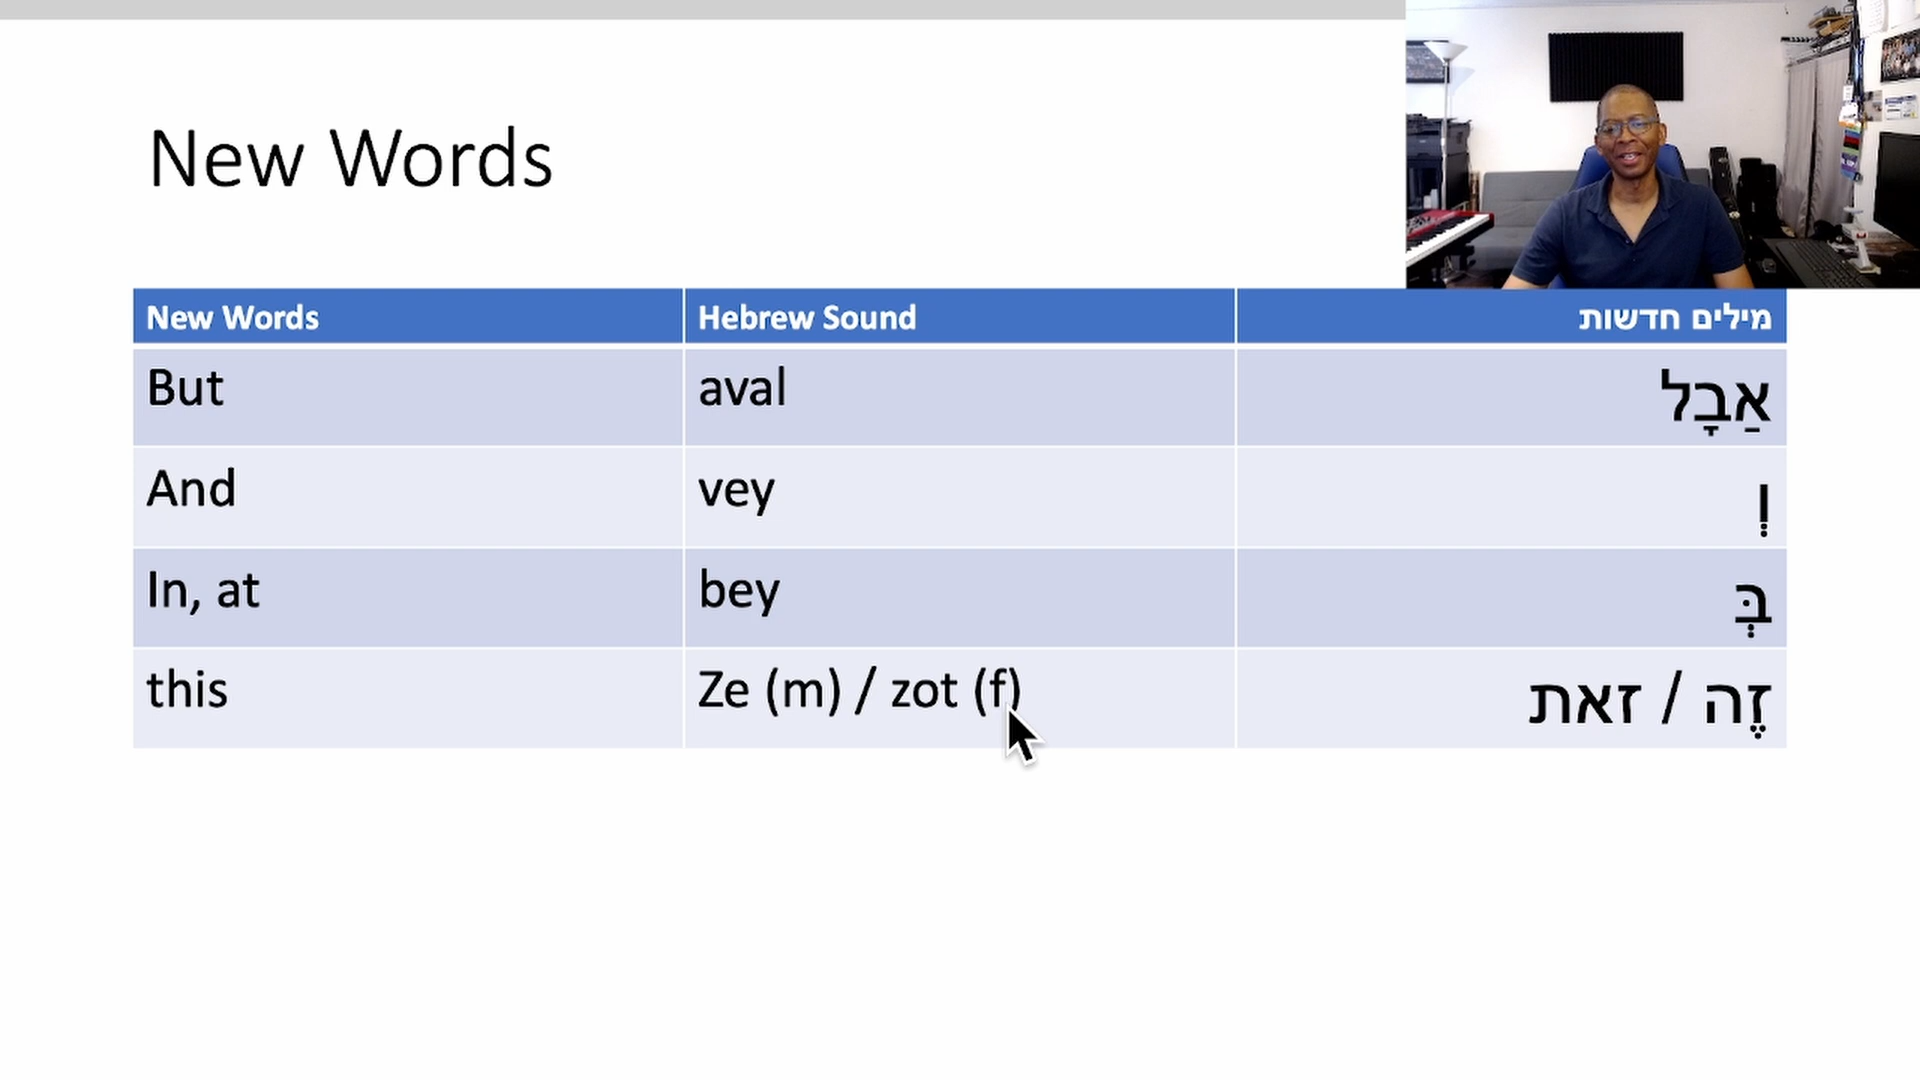 New Words
New Words Hebrew Sound מילים חדשות
But aval אַבָל
And vey וְ
In, at bey בְּ
this Ze (m) / zot (f) זֶה / זאת